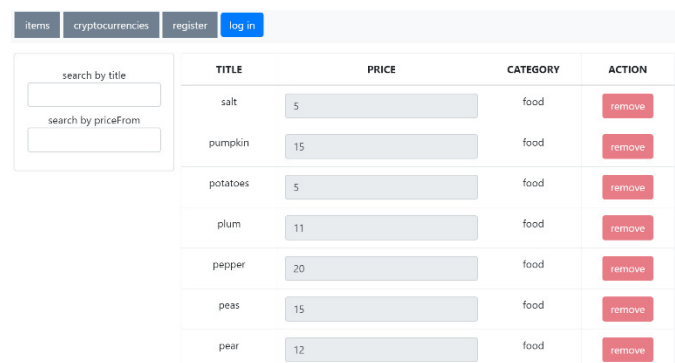 items cryptocurrencies register log in
search by title
search by priceFrom
TITLE PRICE CATEGORY ACTION
salt 5 food remove
pumpkin 15 food remove
potatoes 5 food remove
plum 11 food remove
pepper 20 food remove
peas 15 food remove
pear 12 food remove